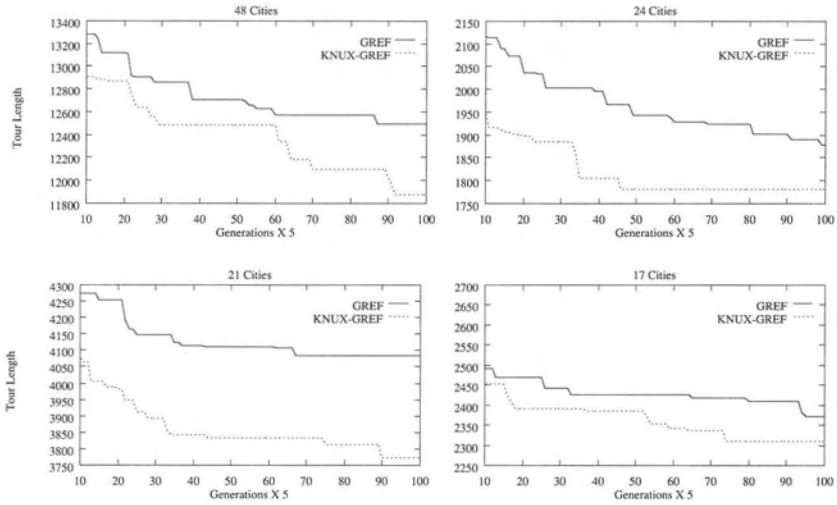 48 Cities
13400
13200
13000
12800
12600
12400
12200
12000
11800
Tour Length
GREF
KNUX-GREF
10 20 30 40 50 60 70 80 90 100
Generations X 5
24 Cities
2150
2100
2050
2000
1950
1900
1850
1800
1750
GREF
KNUX-GREF
10 20 30 40 50 60 70 80 90 100
Generations X 5
21 Cities
4300
4250
4200
4150
4100
4050
4000
3950
3900
3850
3800
3750
Tour Length
GREF
KNUX-GREF
10 20 30 40 50 60 70 80 90 100
Generations X 5
17 Cities
2700
2650
2600
2550
2500
2450
2400
2350
2300
2250
GREF
KNUX-GREF
10 20 30 40 50 60 70 80 90 100
Generations X 5